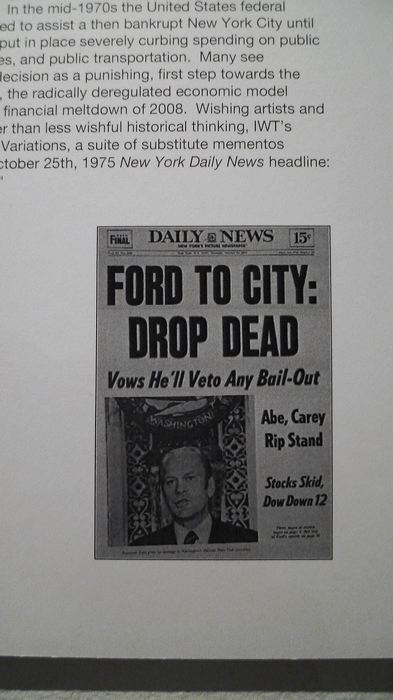 In the mid-1970s the United States federal
ed to assist a then bankrupt New York City until
put in place severely curbing spending on public
es, and public transportation. Many see
decision as a punishing, first step towards the
, the radically deregulated economic model
financial meltdown of 2008. Wishing artists and
er than less wishful historical thinking, IWT's
Variations, a suite of substitute mementos
ctober 25th, 1975 New York Daily News headline:
"
FINAL
DAILY NEWS
NEW YORK'S PICTURE NEWSPAPER
15¢
FORD TO CITY:
DROP DEAD
Vows He'll Veto Any Bail-Out
WASHINGTON
Abe, Carey
Rip Stand
Stocks Skid,
Dow Down 12